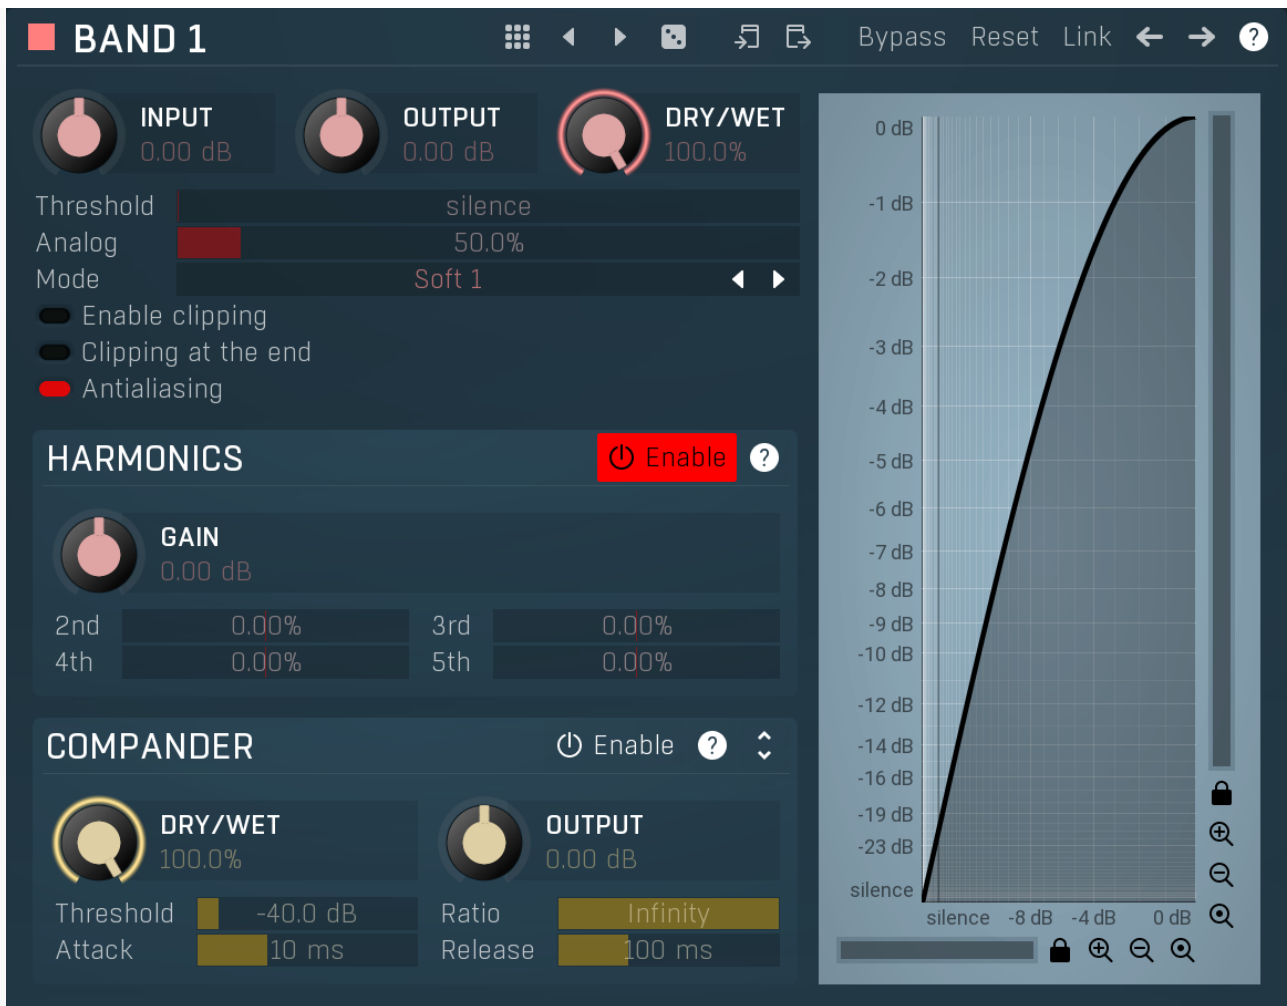 BAND 1 Bypass Reset Link ?
INPUT
0.00 dB
OUTPUT
0.00 dB
DRY/WET
100.0%
Threshold silence
Analog 50.0%
Mode Soft 1
Enable clipping
Clipping at the end
Antialiasing
HARMONICS Enable ?
GAIN
0.00 dB
2nd 0.00% 3rd 0.00%
4th 0.00% 5th 0.00%
COMPANDER Enable ?
DRY/WET
100.0%
OUTPUT
0.00 dB
Threshold -40.0 dB Ratio Infinity
Attack 10 ms Release 100 ms
0 dB
-1 dB
-2 dB
-3 dB
-4 dB
-5 dB
-6 dB
-7 dB
-8 dB
-9 dB
-10 dB
-12 dB
-14 dB
-16 dB
-19 dB
-23 dB
silence
silence -8 dB -4 dB 0 dB